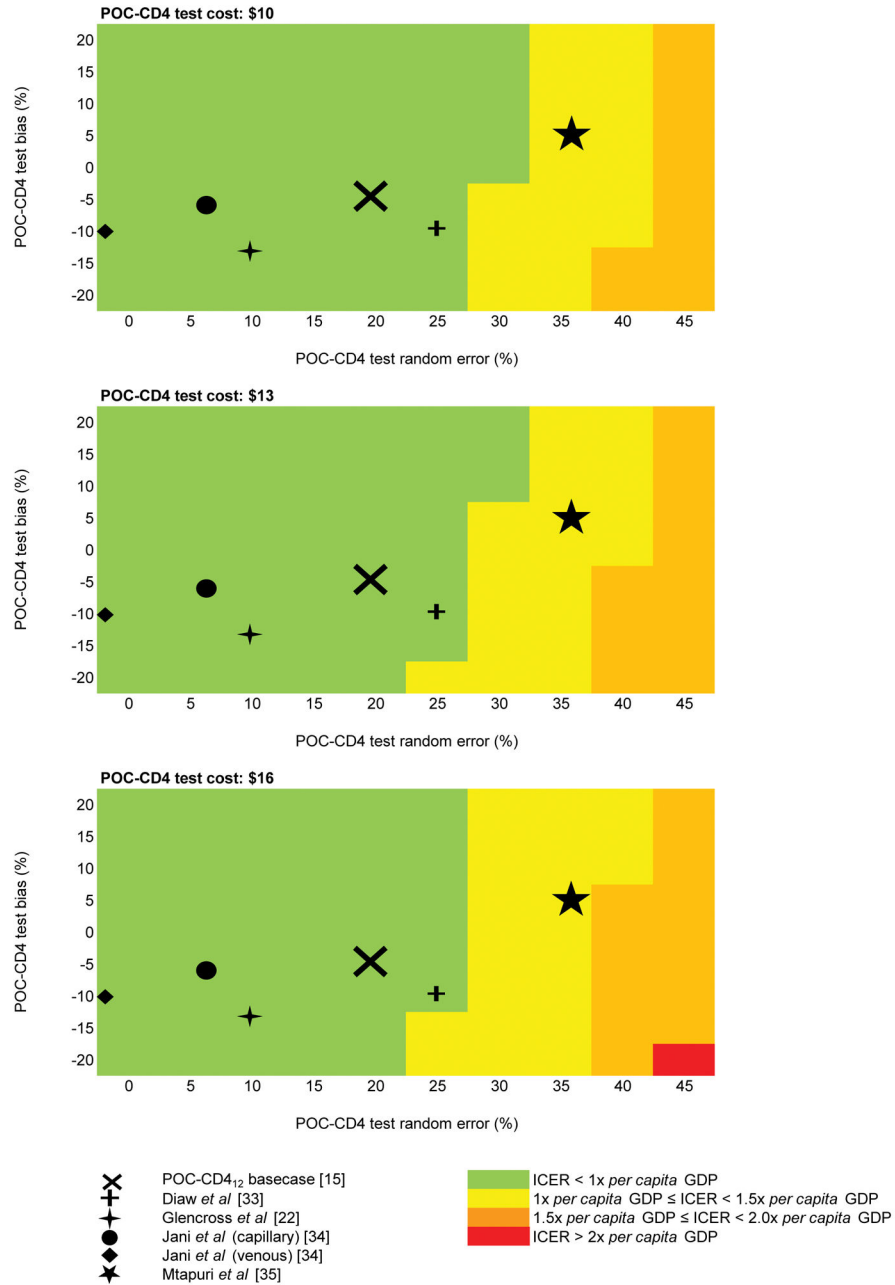 POC-CD4 test cost: $10
POC-CD4 test bias (%)
20
15
10
5
0
-5
-10
-15
-20
0 5 10 15 20 25 30 35 40 45
POC-CD4 test random error (%)
POC-CD4 test cost: $13
POC-CD4 test bias (%)
20
15
10
5
0
-5
-10
-15
-20
0 5 10 15 20 25 30 35 40 45
POC-CD4 test random error (%)
POC-CD4 test cost: $16
POC-CD4 test bias (%)
20
15
10
5
0
-5
-10
-15
-20
0 5 10 15 20 25 30 35 40 45
POC-CD4 test random error (%)
POC-CD4₁₂ basecase [15]
Diaw et al [33]
Glencross et al [22]
Jani et al (capillary) [34]
Jani et al (venous) [34]
Mtapuri et al [35]
ICER < 1x per capita GDP
1x per capita GDP ≤ ICER < 1.5x per capita GDP
1.5x per capita GDP ≤ ICER < 2.0x per capita GDP
ICER > 2x per capita GDP